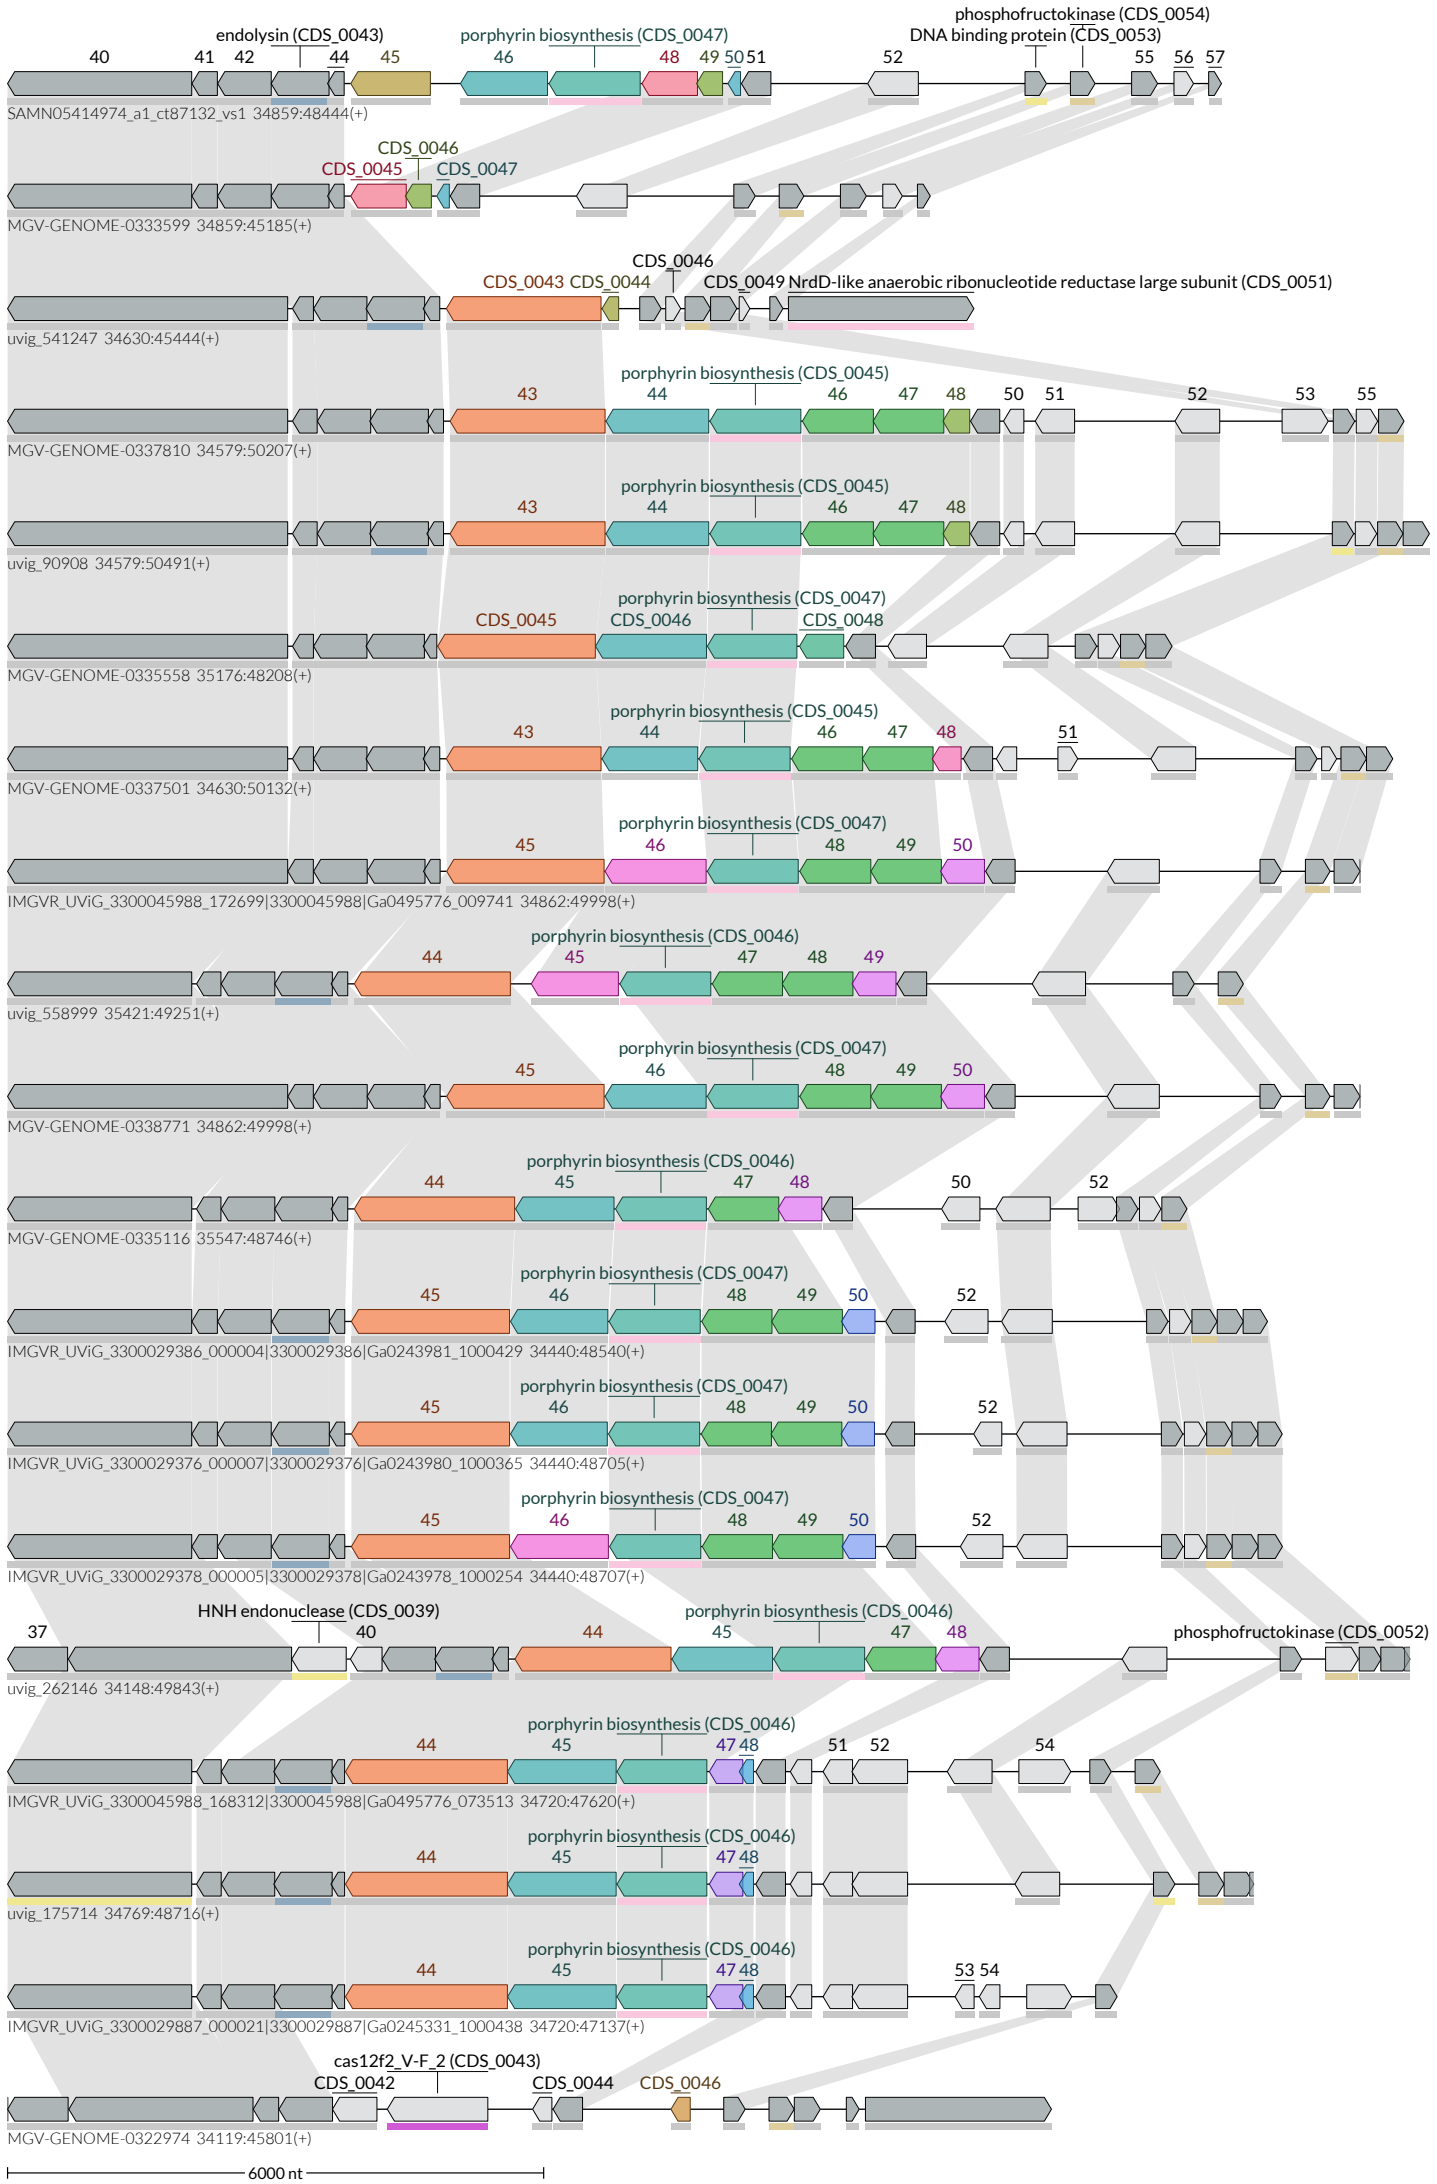 phosphofructokinase (CDS_0054)
endolysin (CDS_0043) porphyrin biosynthesis (CDS_0047) DNA binding protein (CDS_0053)
40 41 42 44 45 46 48 49 50 51 52 55 56 57
SAMN05414974_a1_ct87132_vs1 34859:48444(+)
CDS_0046
CDS_0045 CDS_0047
MGV-GENOME-0333599 34859:45185(+)
CDS_0046
CDS_0043 CDS_0044 CDS_0049 NrdD-like anaerobic ribonucleotide reductase large subunit (CDS_0051)
uvig_541247 34630:45444(+)
porphyrin biosynthesis (CDS_0045)
43 44 46 47 48 50 51 52 53 55
MGV-GENOME-0337810 34579:50207(+)
porphyrin biosynthesis (CDS_0045)
43 44 46 47 48
uvig_90908 34579:50491(+)
porphyrin biosynthesis (CDS_0047)
CDS_0045 CDS_0046 CDS_0048
MGV-GENOME-0335558 35176:48208(+)
porphyrin biosynthesis (CDS_0045)
43 44 46 47 48 51
MGV-GENOME-0337501 34630:50132(+)
porphyrin biosynthesis (CDS_0047)
45 46 48 49 50
IMGVR_UViG_3300045988_172699|3300045988|Ga0495776_009741 34862:49998(+)
porphyrin biosynthesis (CDS_0046)
44 45 47 48 49
uvig_558999 35421:49251(+)
porphyrin biosynthesis (CDS_0047)
45 46 48 49 50
MGV-GENOME-0338771 34862:49998(+)
porphyrin biosynthesis (CDS_0046)
44 45 47 48 50 52
MGV-GENOME-0335116 35547:48746(+)
porphyrin biosynthesis (CDS_0047)
45 46 48 49 50 52
IMGVR_UViG_3300029386_000004|3300029386|Ga0243981_1000429 34440:48540(+)
porphyrin biosynthesis (CDS_0047)
45 46 48 49 50 52
IMGVR_UViG_3300029376_000007|3300029376|Ga0243980_1000365 34440:48705(+)
porphyrin biosynthesis (CDS_0047)
45 46 48 49 50 52
IMGVR_UViG_3300029378_000005|3300029378|Ga0243978_1000254 34440:48707(+)
HNH endonuclease (CDS_0039) porphyrin biosynthesis (CDS_0046)
37 40 44 45 47 48 phosphofructokinase (CDS_0052)
uvig_262146 34148:49843(+)
porphyrin biosynthesis (CDS_0046)
44 45 47 48 51 52 54
IMGVR_UViG_3300045988_168312|3300045988|Ga0495776_073513 34720:47620(+)
porphyrin biosynthesis (CDS_0046)
44 45 47 48
uvig_175714 34769:48716(+)
porphyrin biosynthesis (CDS_0046)
44 45 47 48 53 54
IMGVR_UViG_3300029887_000021|3300029887|Ga0245331_1000438 34720:47137(+)
cas12f2_V-F_2 (CDS_0043)
CDS_0042 CDS_0044 CDS_0046
MGV-GENOME-0322974 34119:45801(+)
6000 nt